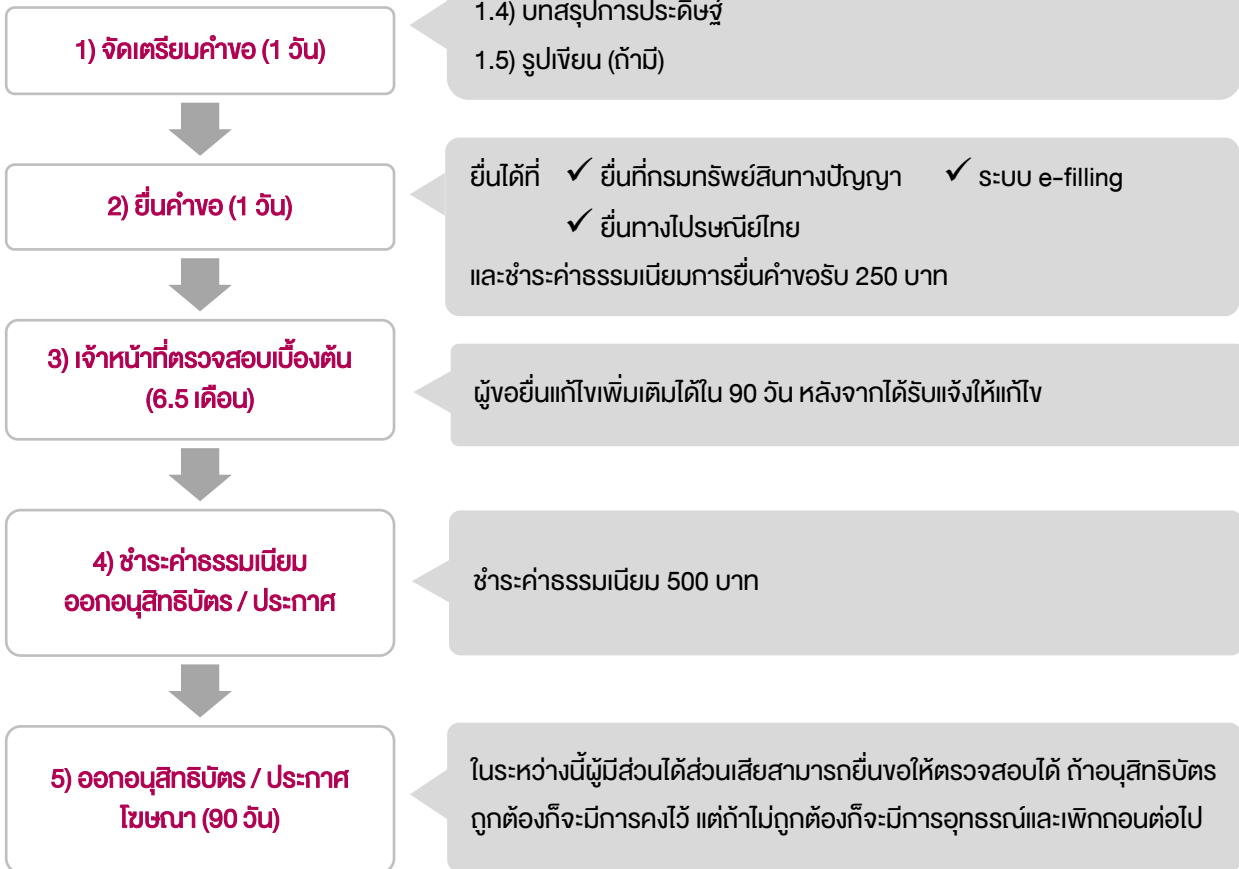 1.4) บทสรุปการประดิษฐ์
1) จัดเตรียมคำขอ (1 วัน)
1.5) รูปเขียน (ถ้ามี)
2) ยื่นคำขอ (1 วัน)
ยื่นได้ที่ ✓ ยื่นที่กรมทรัพย์สินทางปัญญา ✓ ระบบ e-filling
✓ ยื่นทางไปรษณีย์ไทย
และชำระค่าธรรมเนียมการยื่นคำขอรับ 250 บาท
3) เจ้าหน้าที่ตรวจสอบเบื้องต้น
(6.5 เดือน)
ผู้ขอยื่นแก้ไขเพิ่มเติมได้ใน 90 วัน หลังจากได้รับแจ้งให้แก้ไข
4) ชำระค่าธรรมเนียม
ออกอนุสิทธิบัตร / ประกาศ
ชำระค่าธรรมเนียม 500 บาท
5) ออกอนุสิทธิบัตร / ประกาศ
โฆษณา (90 วัน)
ในระหว่างนี้ผู้มีส่วนได้ส่วนเสียสามารถยื่นขอให้ตรวจสอบได้ ถ้าอนุสิทธิบัตร
ถูกต้องก็จะมีการคงไว้ แต่ถ้าไม่ถูกต้องก็จะมีการอุทธรณ์และเพิกถอนต่อไป